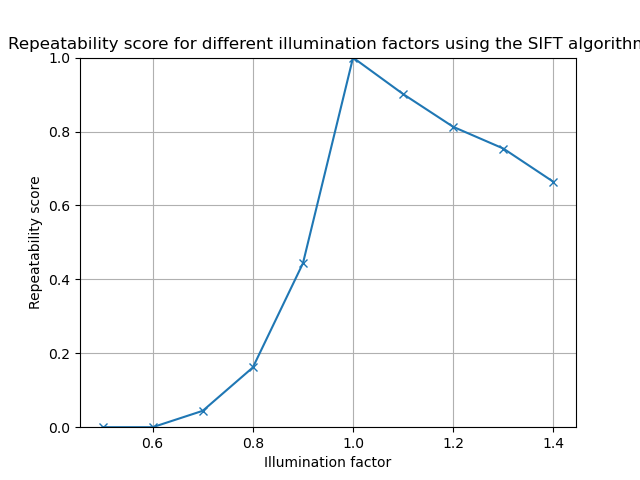 Repeatability score for different illumination factors using the SIFT
1.0
0.8
0.6
0.4
0.2
0.0
Repeatability score
0.6 0.8 1.0 1.2 1.4
Illumination factor